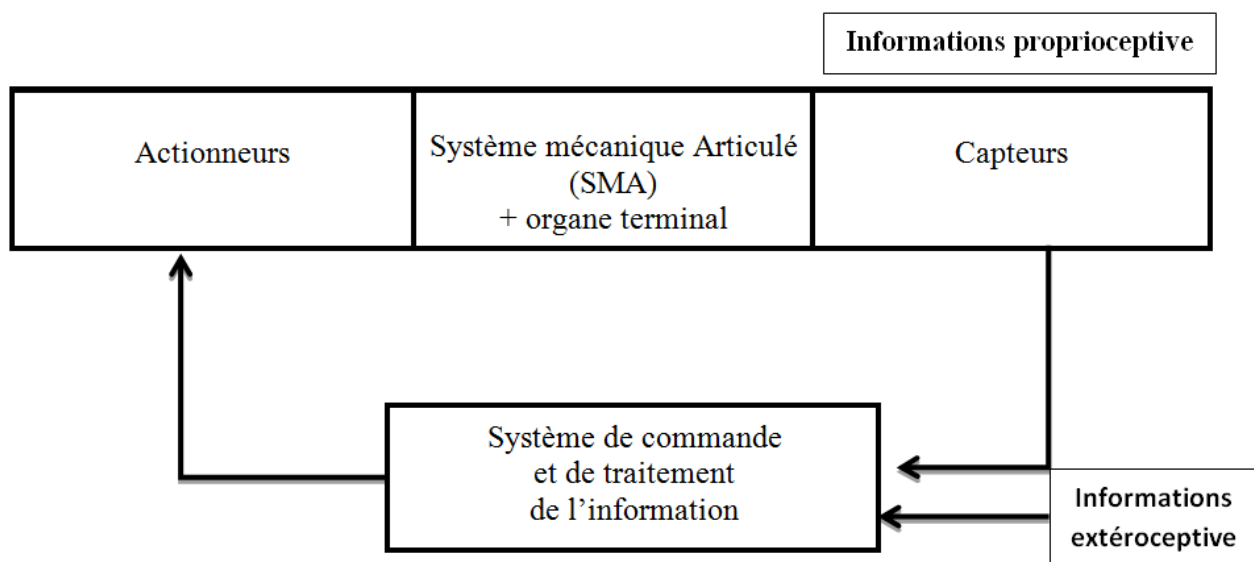 Informations proprioceptive
Actionneurs
Système mécanique Articulé
(SMA)
+ organe terminal
Capteurs
Système de commande
et de traitement
de l’information
Informations
extéroceptive